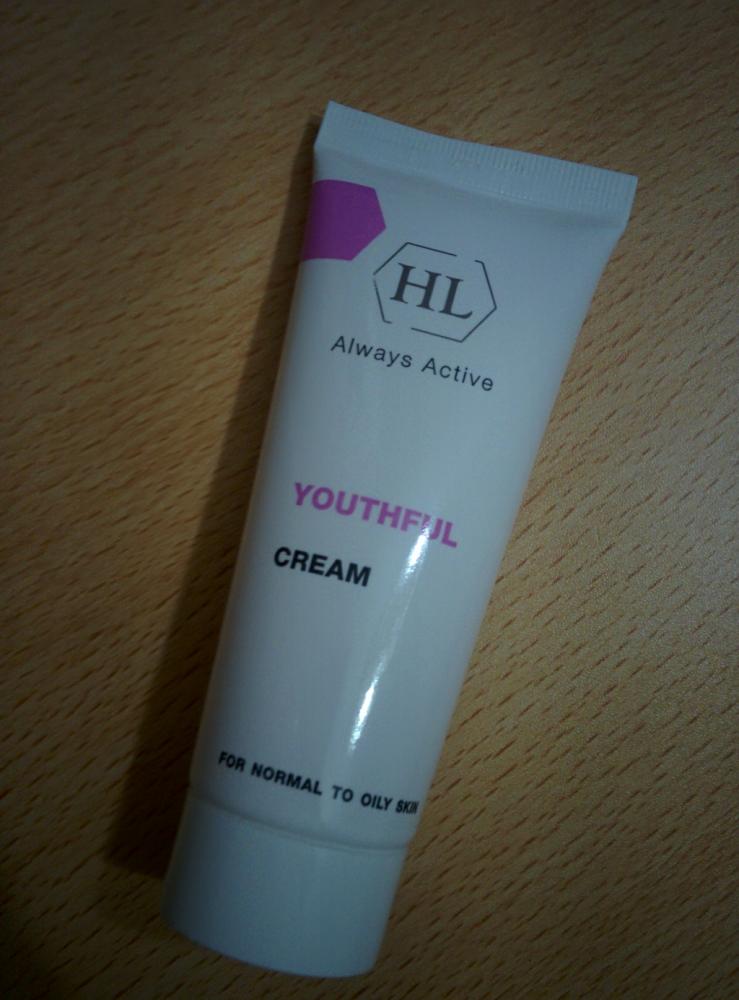 HL
Always Active
YOUTHFUL
CREAM
FOR NORMAL TO OILY SKIN